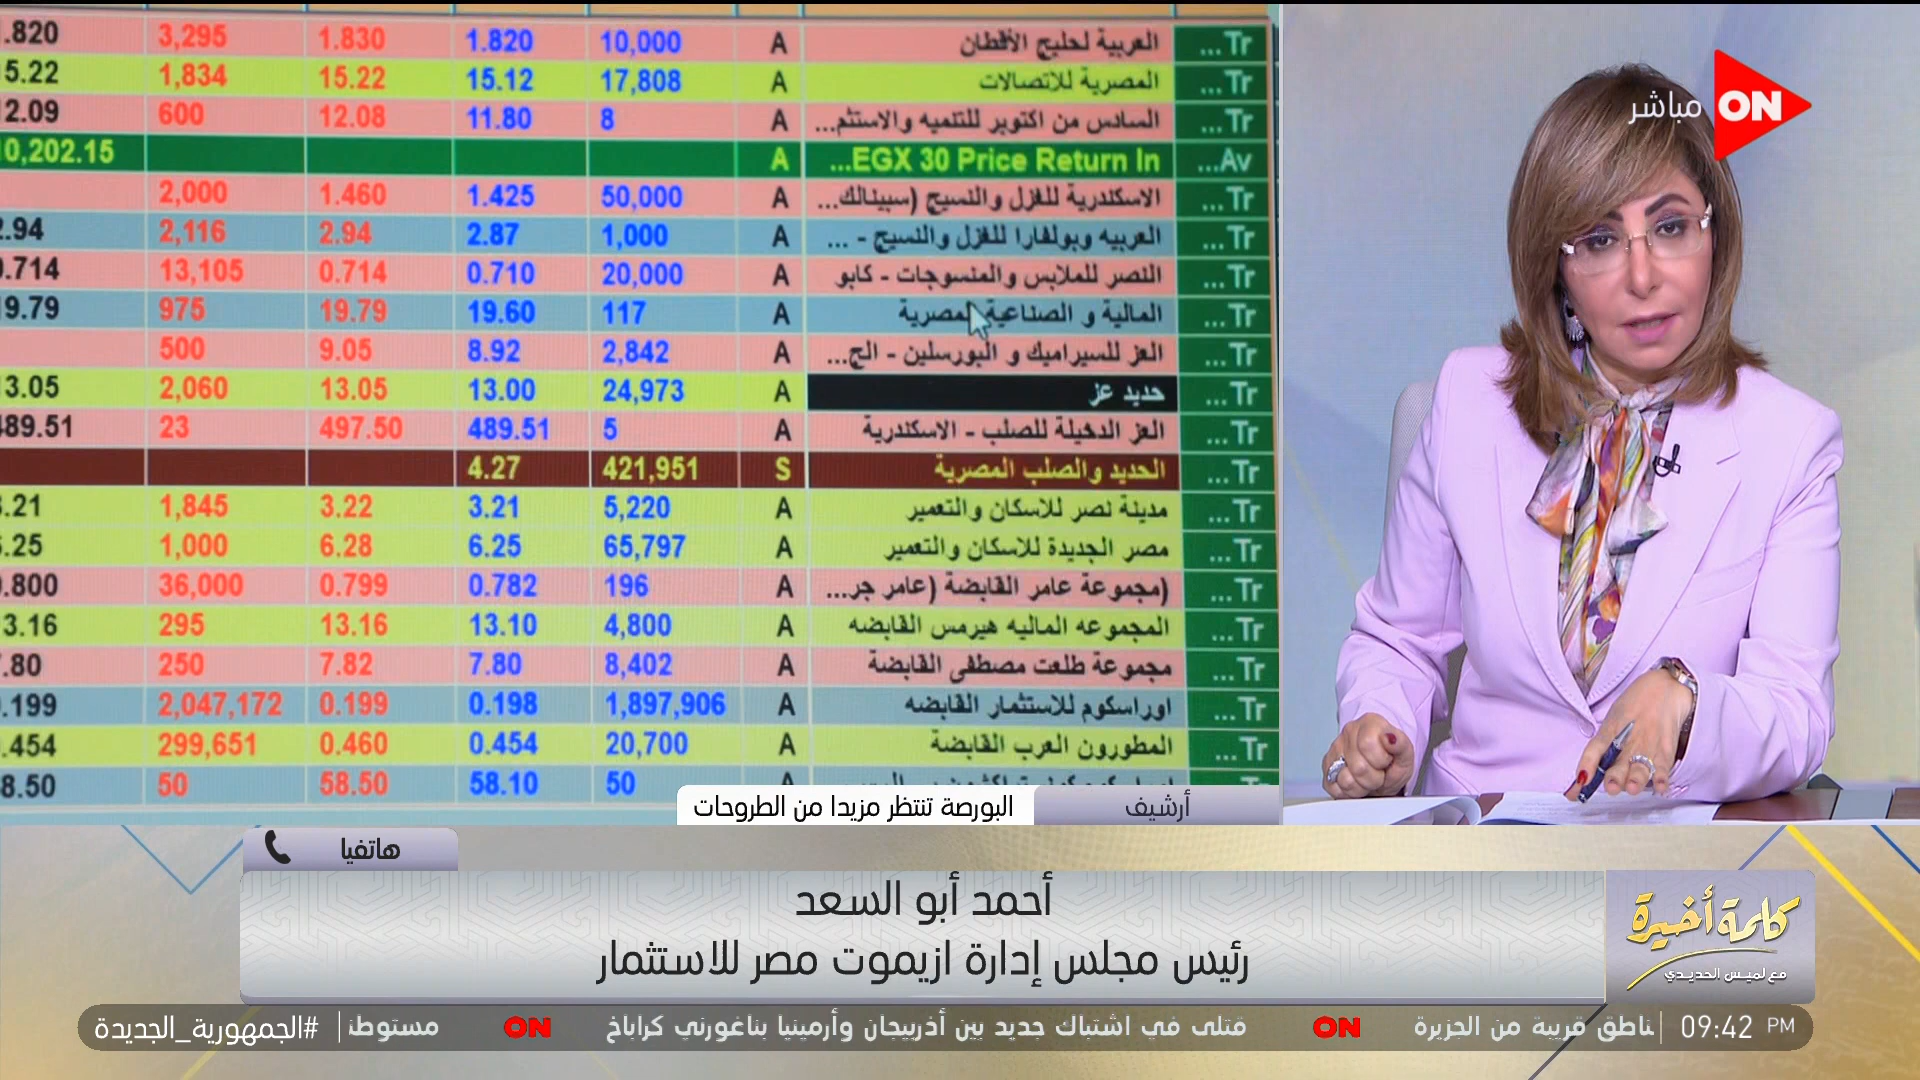 العربية لحليج الأقطان A 10,000 1.820 1.830 3,295 1.820
Tr...
المصرية للاتصالات A 17,808 15.12 15.22 1,834 5.22
Tr...
السادس من اكتوبر للتنميه والاستثم... A 8 11.80 12.08 600 2.09
Tr...
EGX 30 Price Return In... A 0,202.15
Av...
الاسكندرية للغزل والنسيج (سبينالك... A 50,000 1.425 1.460 2,000
Tr...
العربيه وبولفارا للغزل والنسيج - ... A 1,000 2.87 2.94 2,116 2.94
Tr...
النصر للملابس والمنسوجات - كابو A 20,000 0.710 0.714 13,105 0.714
Tr...
المالية و الصناعية المصرية A 117 19.60 19.79 975 9.79
Tr...
العز للسيراميك و البورسلين - الج... A 2,842 8.92 9.05 500
Tr...
حديد عز A 24,973 13.00 13.05 2,060 3.05
Tr...
العز الدخيلة للصلب - الاسكندرية A 5 489.51 497.50 23 489.51
Tr...
الحديد والصلب المصرية S 421,951 4.27
Tr...
مدينة نصر للاسكان والتعمير A 5,220 3.21 3.22 1,845 .21
Tr...
مصر الجديدة للاسكان والتعمير A 65,797 6.25 6.28 1,000 .25
Tr...
(مجموعة عامر القابضة (عامر جر... A 196 0.782 0.799 36,000 .800
Tr...
المجموعه الماليه هيرمس القابضه A 4,800 13.10 13.16 295 3.16
Tr...
مجموعة طلعت مصطفى القابضة A 8,402 7.80 7.82 250 .80
Tr...
اوراسكوم للاستثمار القابضه A 1,897,906 0.198 0.199 2,047,172 .199
Tr...
المطورون العرب القابضة A 20,700 0.454 0.460 299,651 .454
Tr...
50 58.10 58.50 50 8.50
مباشر ON
أرشيف
البورصة تنتظر مزيدا من الطروحات
هاتفيا
أحمد أبو السعد
رئيس مجلس إدارة ازيموت مصر للاستثمار
كلمة أخيرة
مع لميس الحديدي
09:42 PM
ناطق قريبة من الجزيرة ON قتلى في اشتباك جديد بين أذربيجان وأرمينيا بناغورني كراباخ ON مستوطن
#الجمهورية_الجديدة